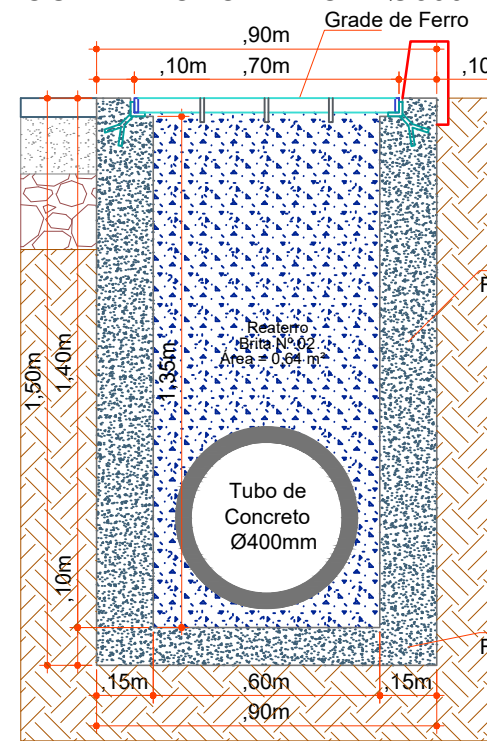 Grade de Ferro
,90m
,10m
,70m
,10
Reaterro
Brita Nº 02
Área = 0,64 m²
1,50m
1,40m
1,35m
Tubo de
Concreto
Ø400mm
,10m
F
F
,15m
,60m
,15m
,90m